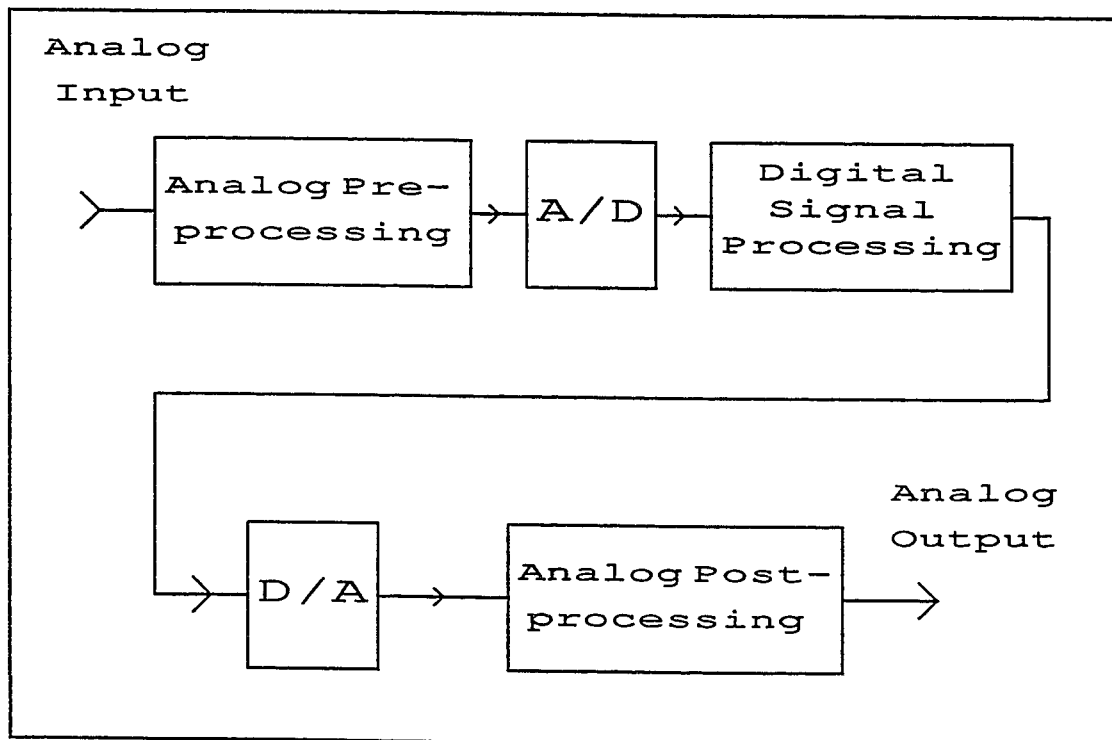 Analog
Input
Analog Pre-
processing
A/D
Digital
Signal
Processing
D/A
Analog Post-
processing
Analog
Output